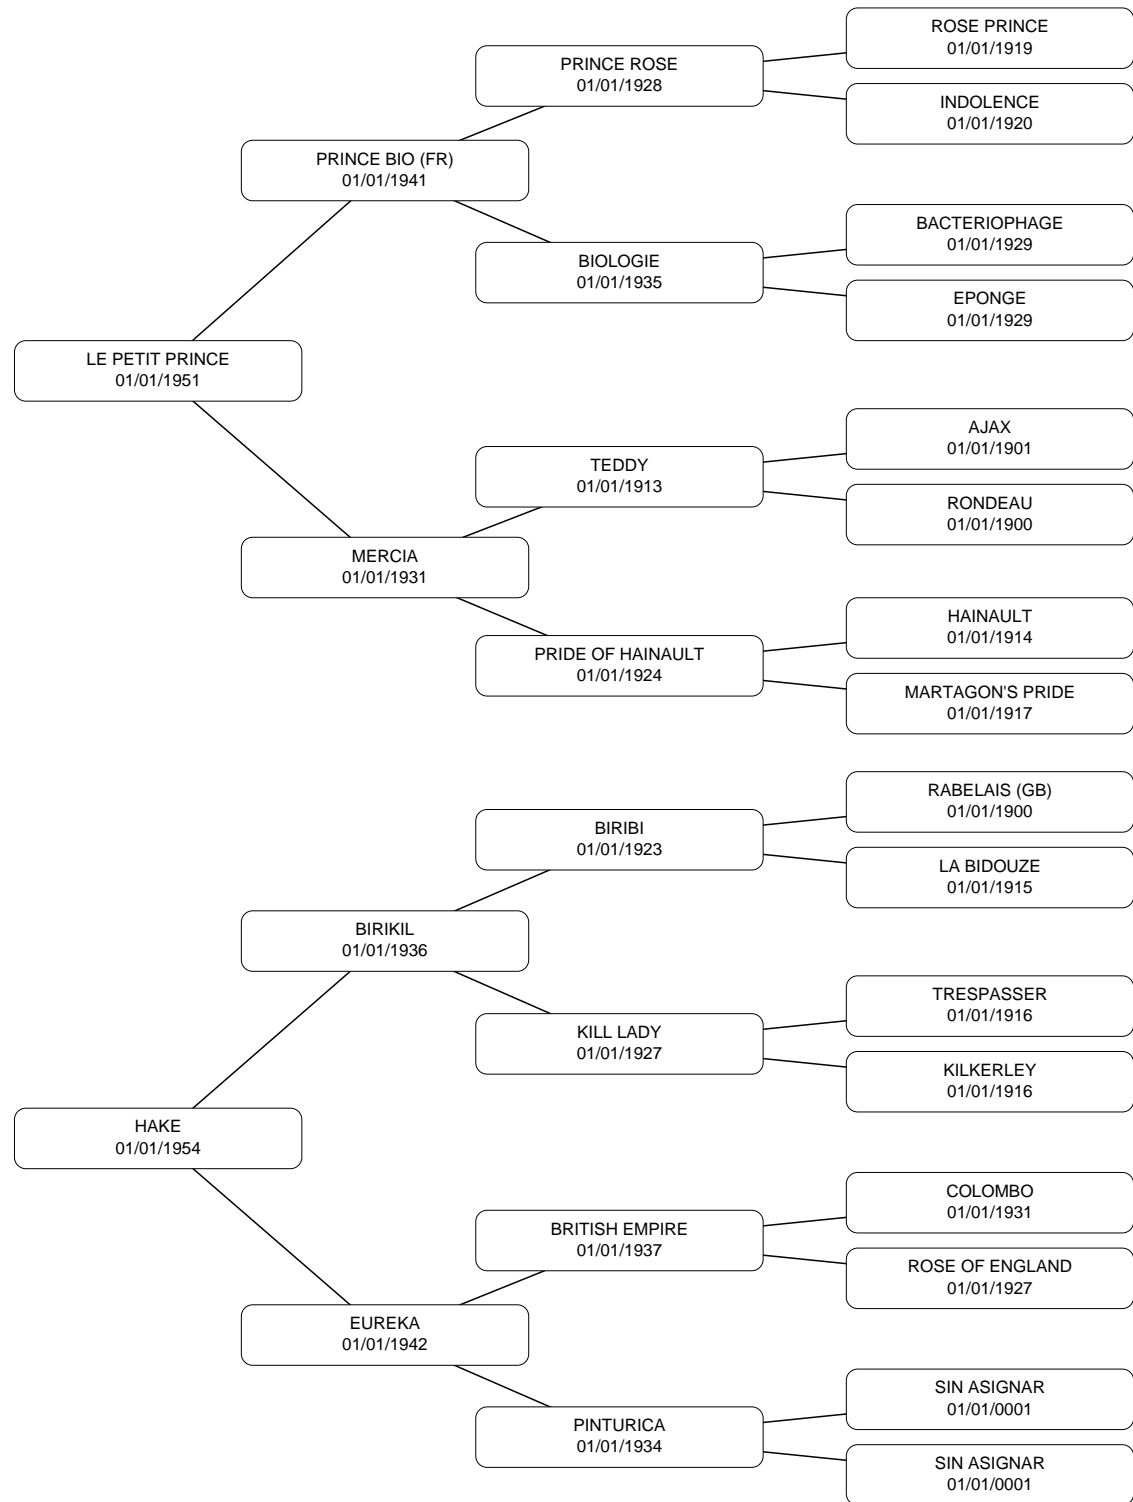 ROSE PRINCE
01/01/1919
PRINCE ROSE
01/01/1928
INDOLENCE
01/01/1920
PRINCE BIO (FR)
01/01/1941
BACTERIOPHAGE
01/01/1929
BIOLOGIE
01/01/1935
EPONGE
01/01/1929
LE PETIT PRINCE
01/01/1951
AJAX
01/01/1901
TEDDY
01/01/1913
RONDEAU
01/01/1900
MERCIA
01/01/1931
HAINAULT
01/01/1914
PRIDE OF HAINAULT
01/01/1924
MARTAGON'S PRIDE
01/01/1917
RABELAIS (GB)
01/01/1900
BIRIBI
01/01/1923
LA BIDOUZE
01/01/1915
BIRIKIL
01/01/1936
TRESPASSER
01/01/1916
KILL LADY
01/01/1927
KILKERLEY
01/01/1916
HAKE
01/01/1954
COLOMBO
01/01/1931
BRITISH EMPIRE
01/01/1937
ROSE OF ENGLAND
01/01/1927
EUREKA
01/01/1942
SIN ASIGNAR
01/01/0001
PINTURICA
01/01/1934
SIN ASIGNAR
01/01/0001